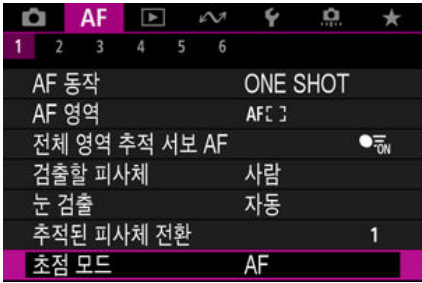 AF
1 2 3 4 5 6
AF 동작 ONE SHOT
AF 영역 AF[ ]
전체 영역 추적 서보 AF ON
검출할 피사체 사람
눈 검출 자동
추적된 피사체 전환 1
초점 모드 AF